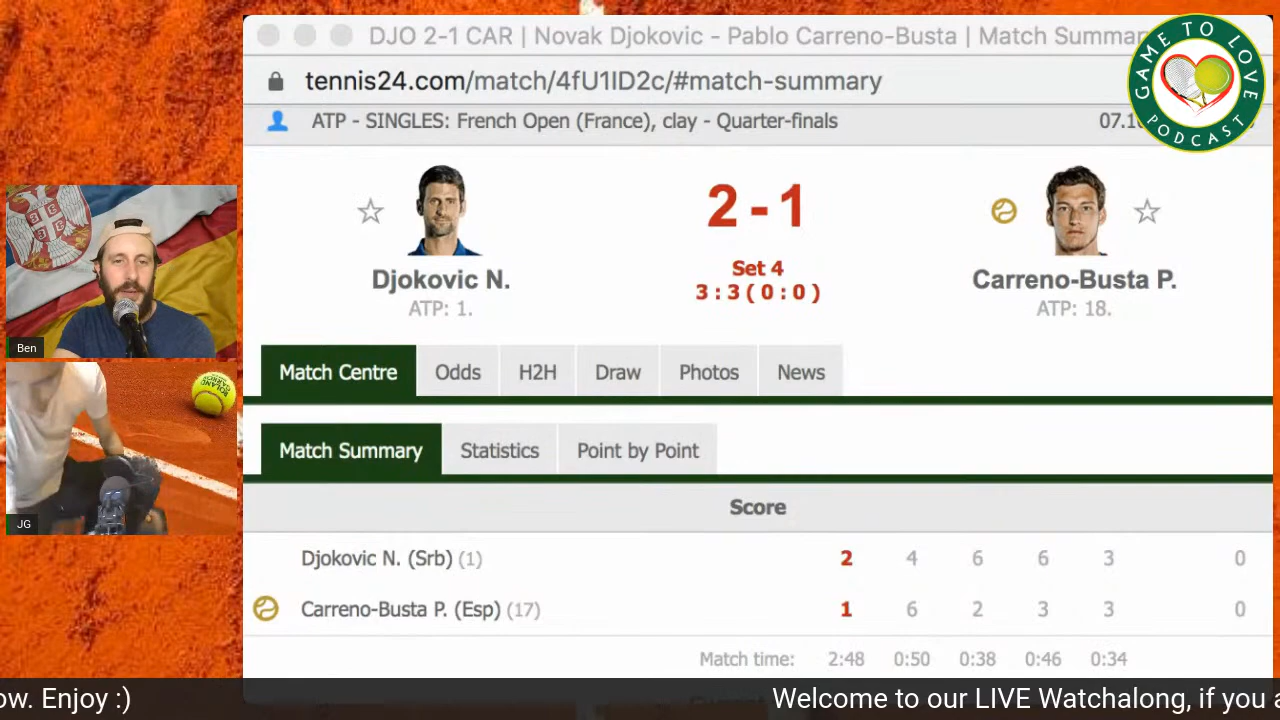 DJO 2-1 CAR | Novak Djokovic - Pablo Carreno-Busta | Match Summar
tennis24.com/match/4fU1lD2c/#match-summary
GAME TO LOVE
PODCAST
ATP - SINGLES: French Open (France), clay - Quarter-finals
2 - 1
Djokovic N.
ATP: 1.
Set 4
3 : 3 ( 0 : 0 )
Carreno-Busta P.
ATP: 18.
Ben
Match Centre Odds H2H Draw Photos News
Match Summary Statistics Point by Point
Score
Djokovic N. (Srb) (1) 2 4 6 6 3 0
JG
Carreno-Busta P. (Esp) (17) 1 6 2 3 3 0
Match time: 2:48 0:50 0:38 0:46 0:34
ow. Enjoy :) Welcome to our LIVE Watchalong, if you a